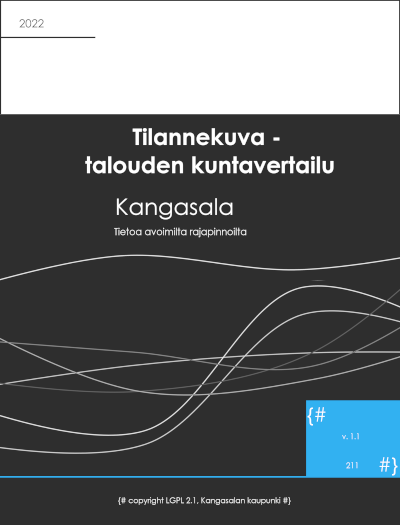 2022
Tilannekuva -
talouden kuntavertailu
Kangasala
Tietoa avoimilta rajapinnoilta
{#
v. 1.1
211
#}
{# copyright LGPL 2.1, Kangasalan kaupunki #}